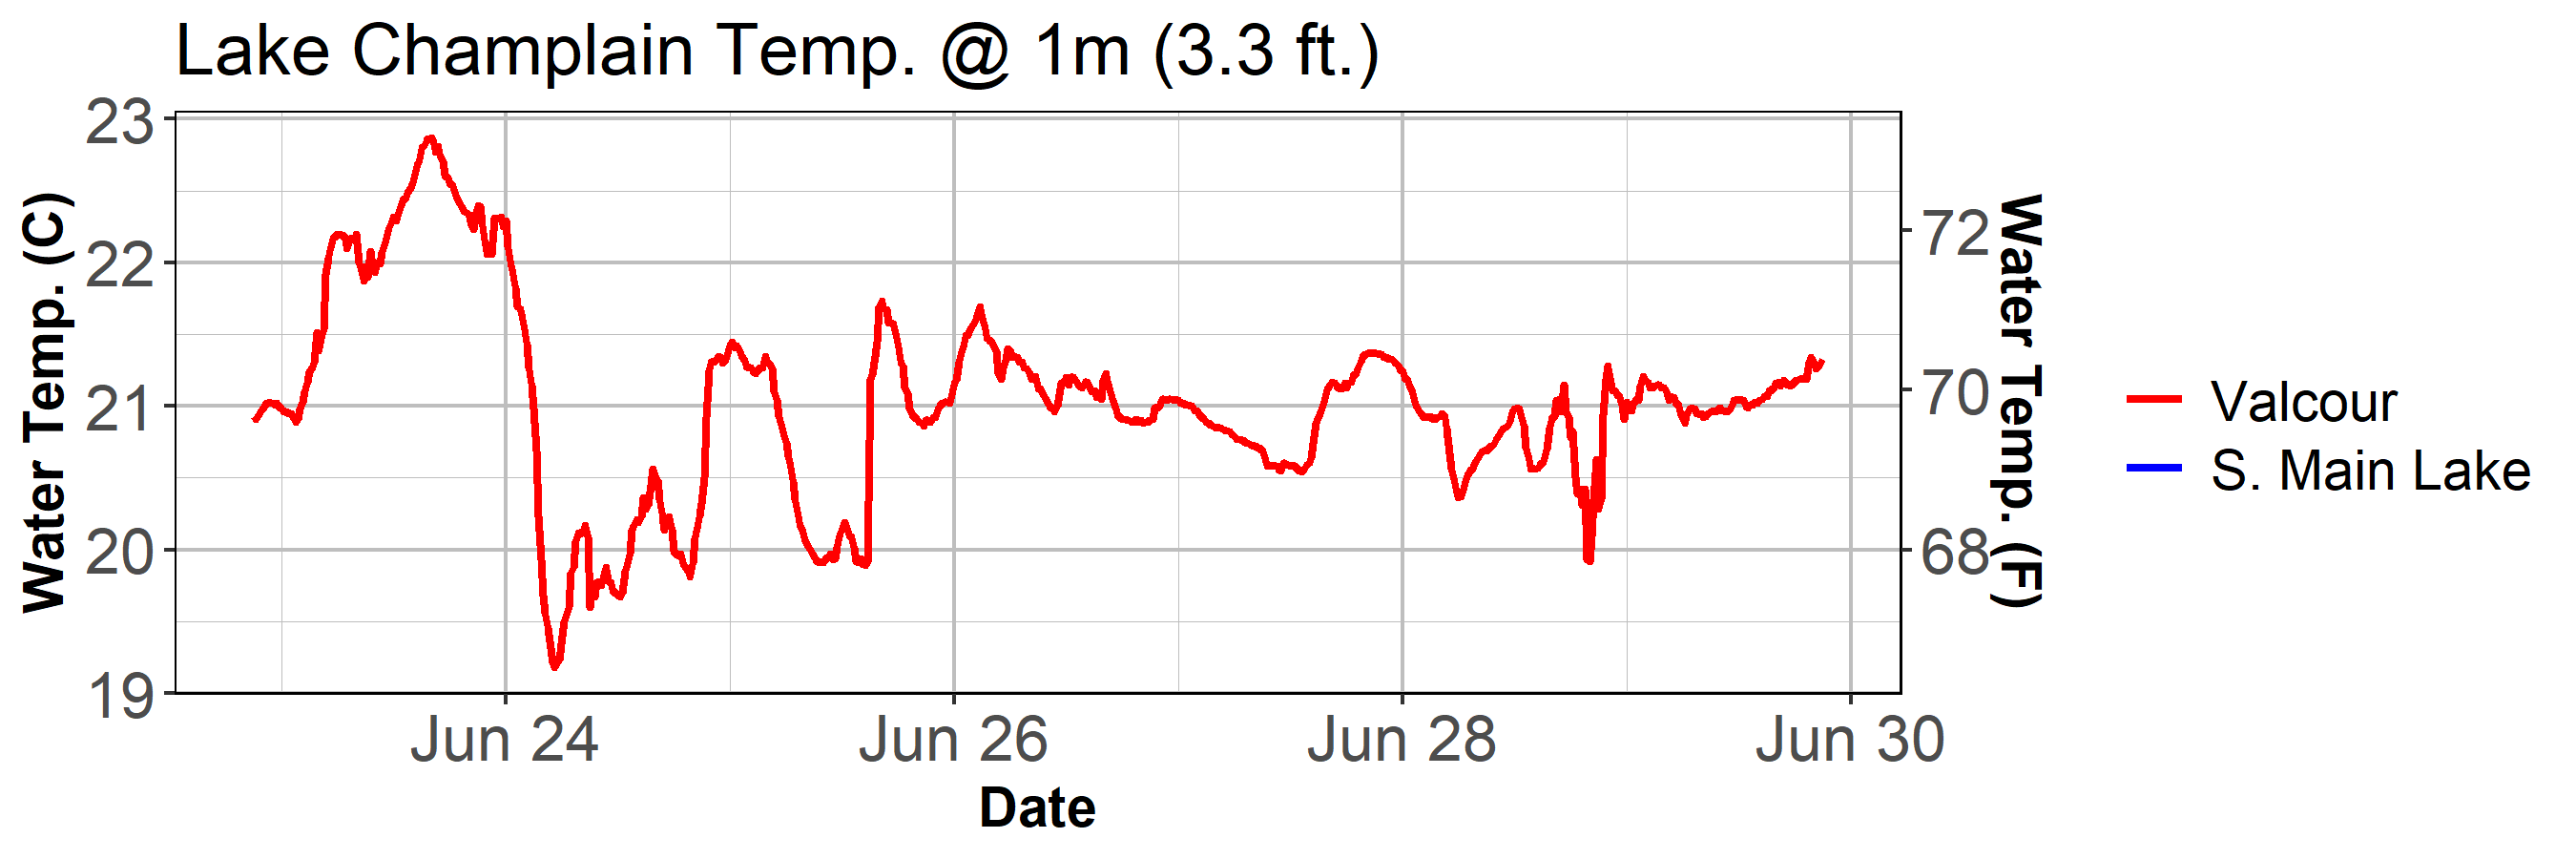 Lake Champlain Temp. @ 1m (3.3 ft.)
Water Temp. (C)
23
22
21
20
19
72
70
68
Water Temp. (F)
Jun 24
Jun 26
Jun 28
Jun 30
Date
Valcour
S. Main Lake